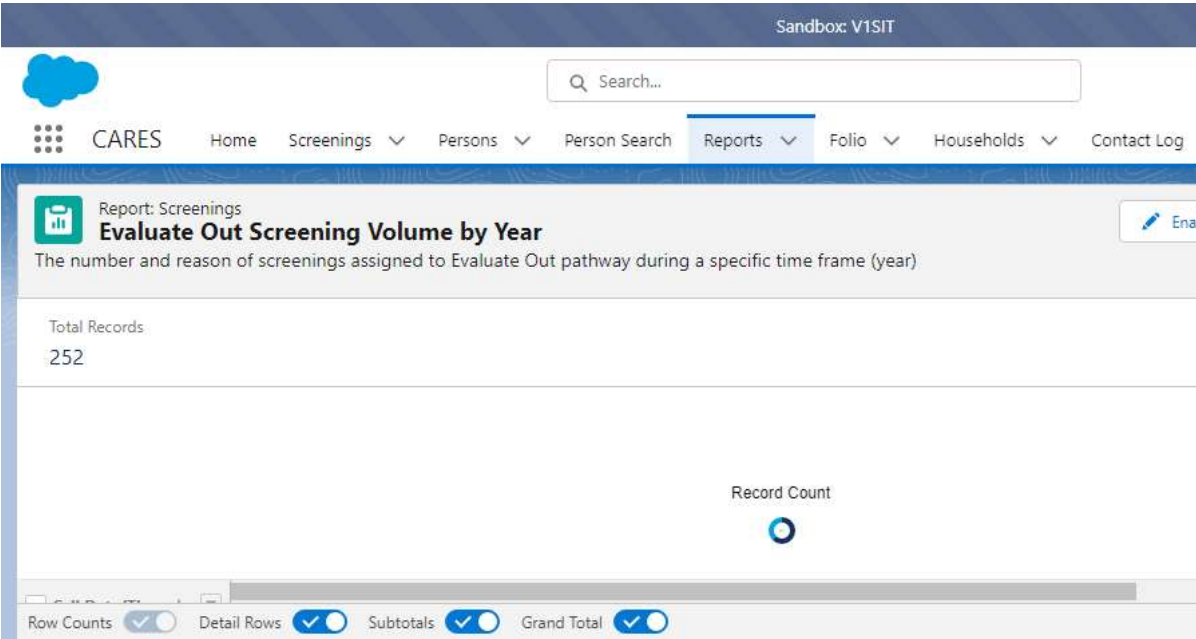 Sandbox: V1SIT
Search...
CARES Home Screenings Persons Person Search Reports Folio Households Contact Log
Report: Screenings
Evaluate Out Screening Volume by Year
Ena
The number and reason of screenings assigned to Evaluate Out pathway during a specific time frame (year)
Total Records
252
Record Count
Row Counts Detail Rows Subtotals Grand Total